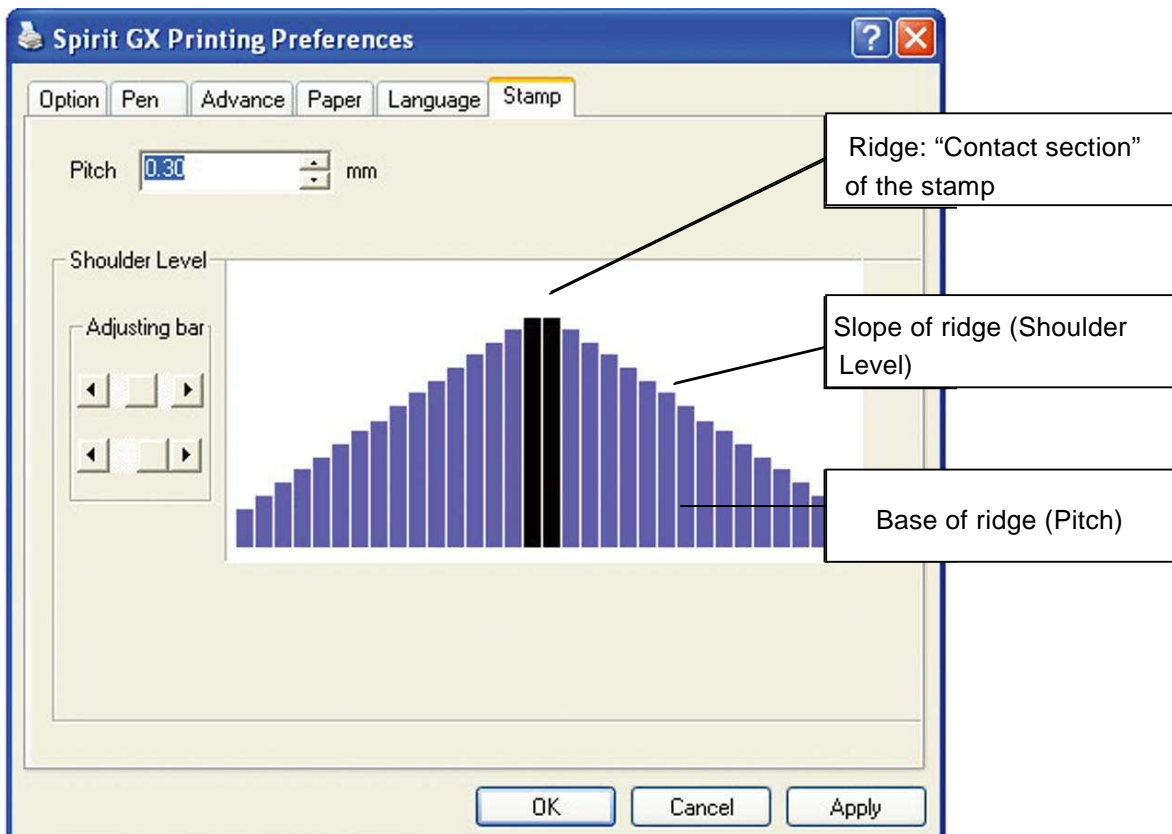 Spirit GX Printing Preferences
Option Pen Advance Paper Language Stamp
Pitch 0.30 mm
Ridge: “Contact section”
of the stamp
Shoulder Level
Adjusting bar
Slope of ridge (Shoulder
Level)
Base of ridge (Pitch)
OK Cancel Apply